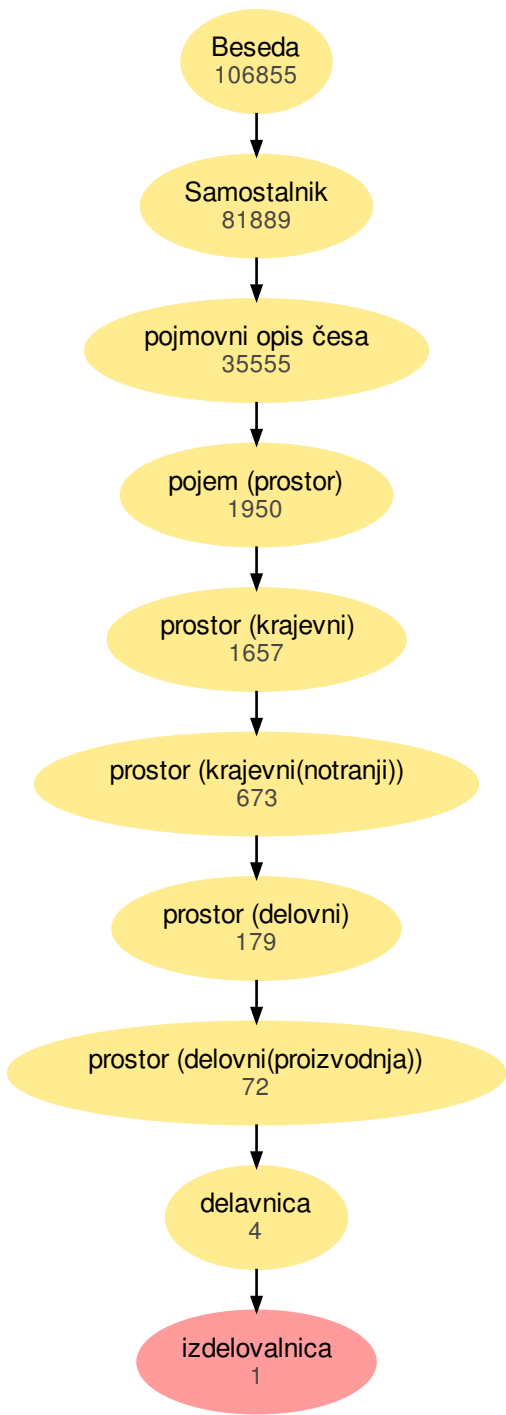 Beseda
106855
Samostalnik
81889
pojmovni opis česa
35555
pojem (prostor)
1950
prostor (krajevni)
1657
prostor (krajevni(notranji))
673
prostor (delovni)
179
prostor (delovni(proizvodnja))
72
delavnica
4
izdelovalnica
1